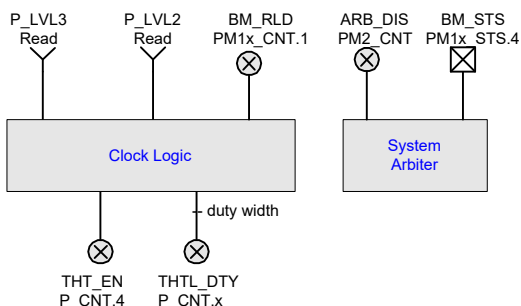 P_LVL3
Read
P_LVL2
Read
BM_RLD
PM1x_CNT.1
ARB_DIS
PM2_CNT
BM_STS
PM1x_STS.4
Clock Logic
System
Arbiter
duty width
THT_EN
P_CNT.4
THTL_DTY
P_CNT.x